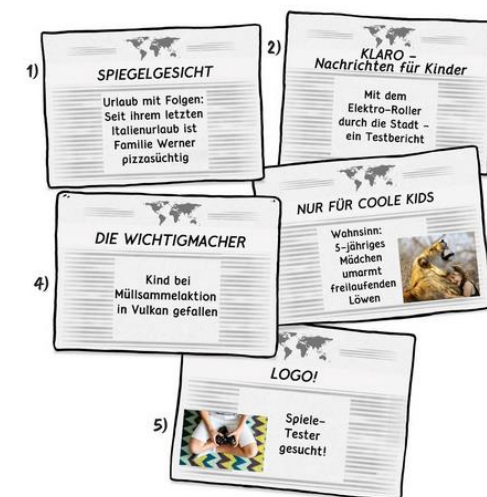 1)
SPIEGELGESICHT
Urlaub mit Folgen:
Seit ihrem letzten
Italienurlaub ist
Familie Werner
pizzasüchtig
2)
KLARO –
Nachrichten für Kinder
Mit dem
Elektro-Roller
durch die Stadt –
ein Testbericht
NUR FÜR COOLE KIDS
Wahnsinn:
5-jähriges
Mädchen
umarmt
freilaufenden
Löwen
4)
DIE WICHTIGMACHER
Kind bei
Müllsammelaktion
in Vulkan gefallen
5)
LOGO!
Spiele-
Tester
gesucht!